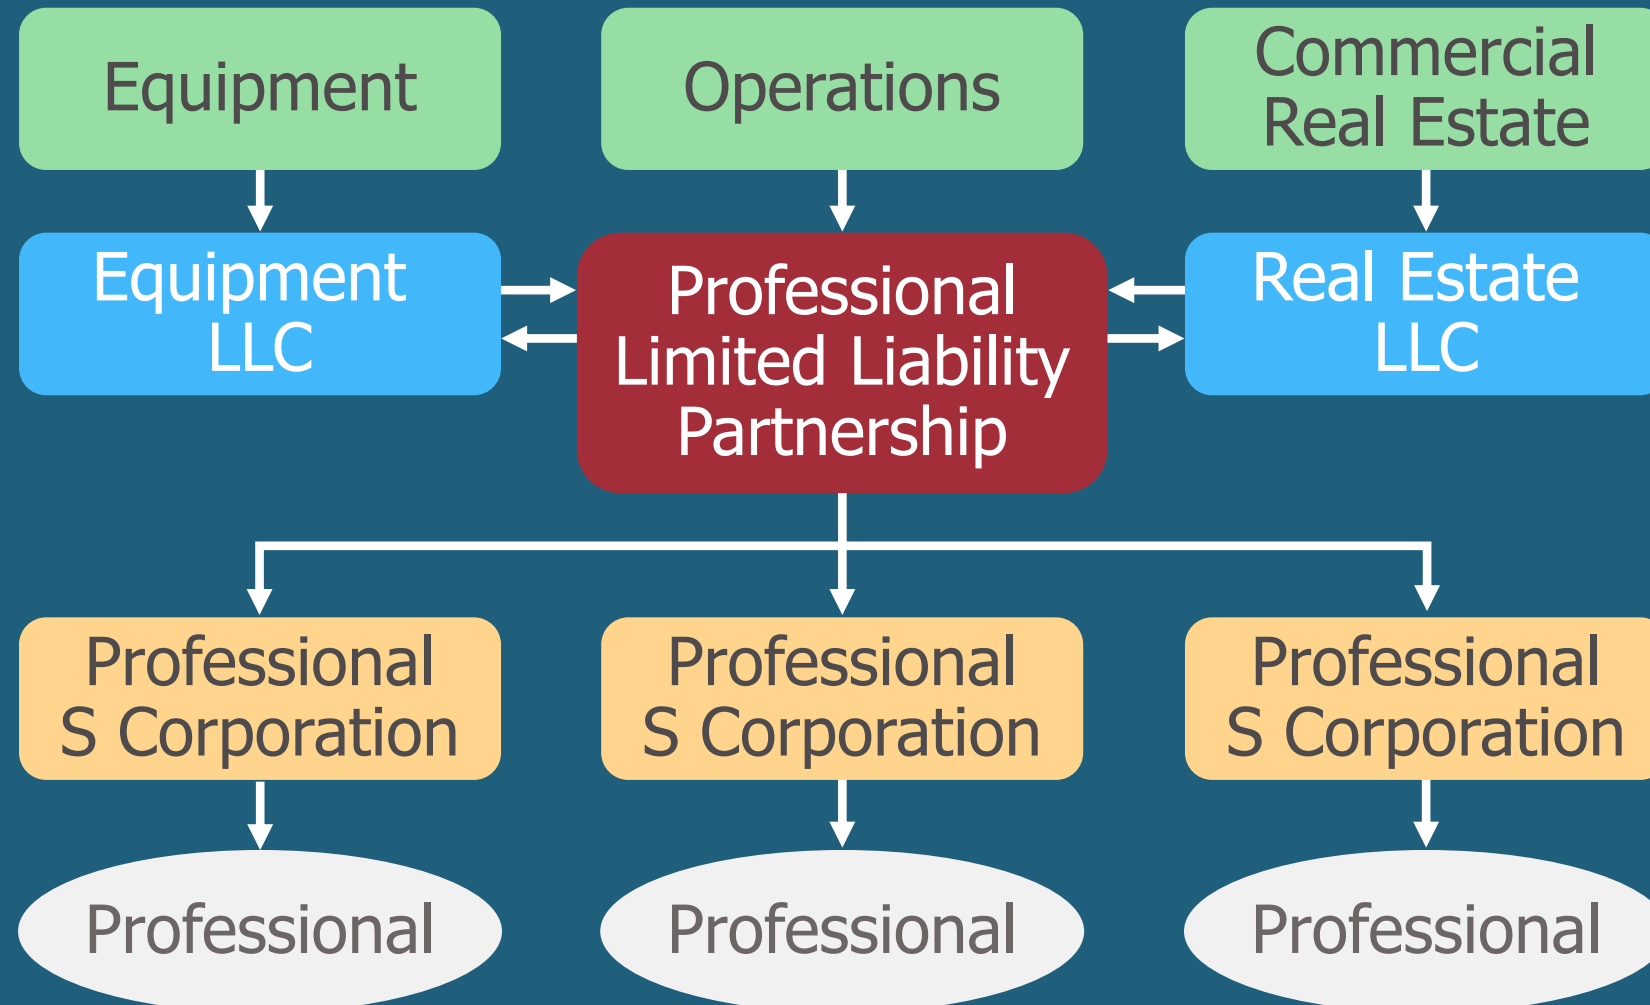 Equipment
Operations
Commercial
Real Estate
Equipment
LLC
Professional
Limited Liability
Partnership
Real Estate
LLC
Professional
S Corporation
Professional
S Corporation
Professional
S Corporation
Professional
Professional
Professional